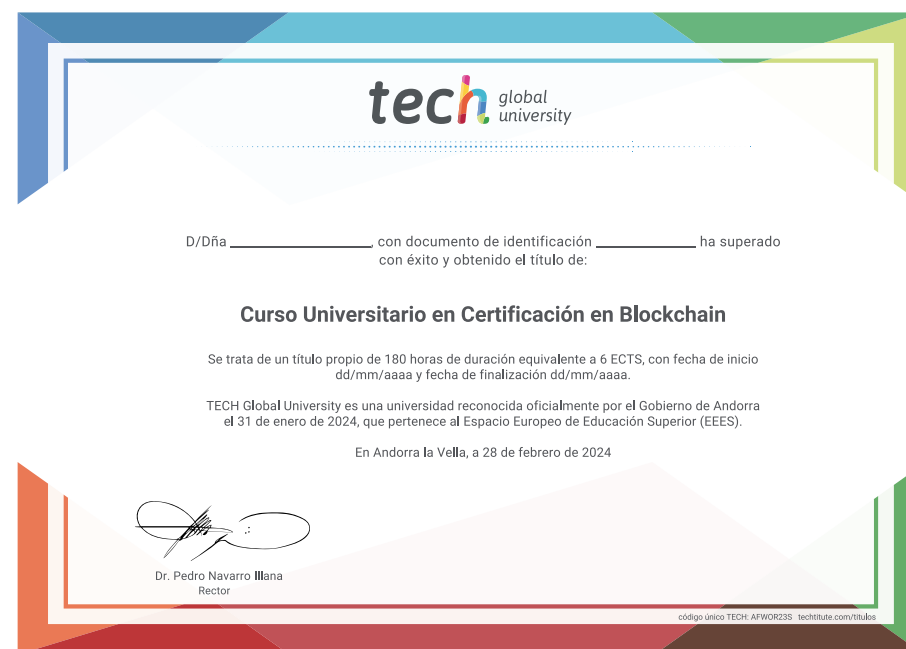 tech global university
D/Dña ____________, con documento de identificación ____________ ha superado
con éxito y obtenido el título de:
Curso Universitario en Certificación en Blockchain
Se trata de un título propio de 180 horas de duración equivalente a 6 ECTS, con fecha de inicio
dd/mm/aaaa y fecha de finalización dd/mm/aaaa.
TECH Global University es una universidad reconocida oficialmente por el Gobierno de Andorra
el 31 de enero de 2024, que pertenece al Espacio Europeo de Educación Superior (EEES).
En Andorra la Vella, a 28 de febrero de 2024
Dr. Pedro Navarro Illana
Rector
código único TECH: AFWOR23S techtitute.com/titulos